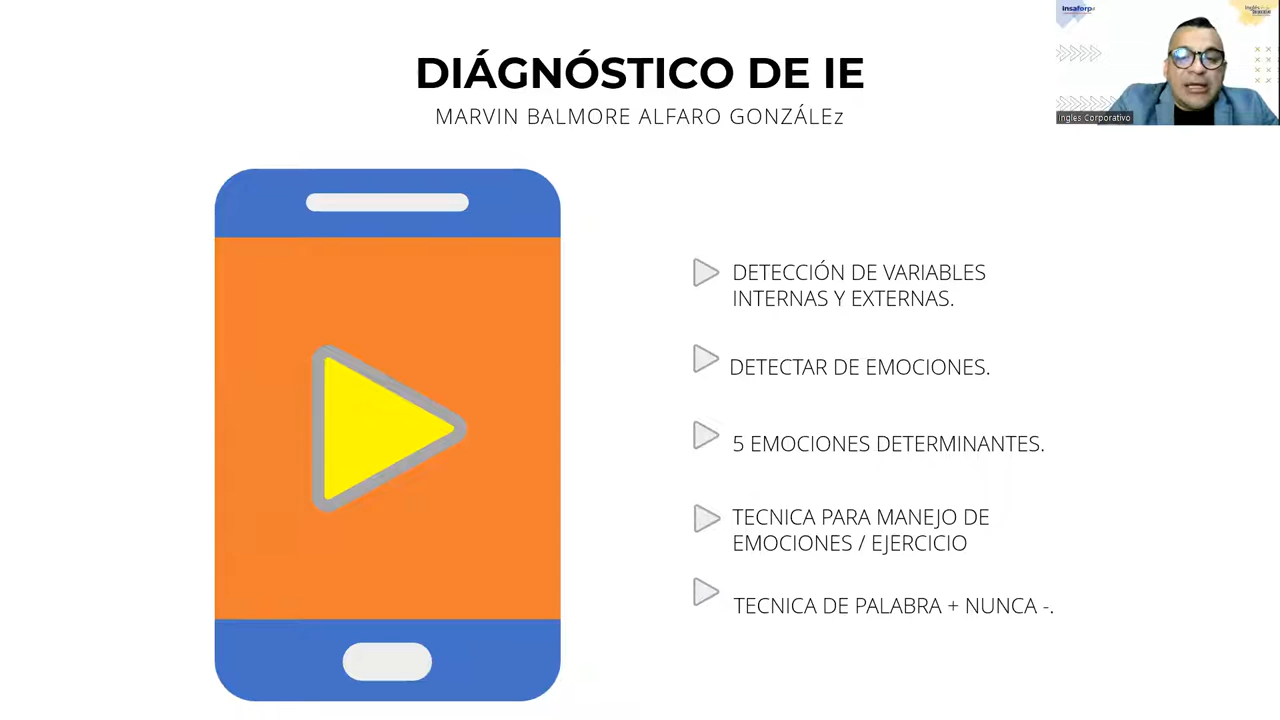 insaforp
DIÁGNÓSTICO DE IE
MARVIN BALMORE ALFARO GONZÁLEz
Ingles Corporativo
DETECCIÓN DE VARIABLES
INTERNAS Y EXTERNAS.
DETECTAR DE EMOCIONES.
5 EMOCIONES DETERMINANTES.
TECNICA PARA MANEJO DE
EMOCIONES / EJERCICIO
TECNICA DE PALABRA + NUNCA -.